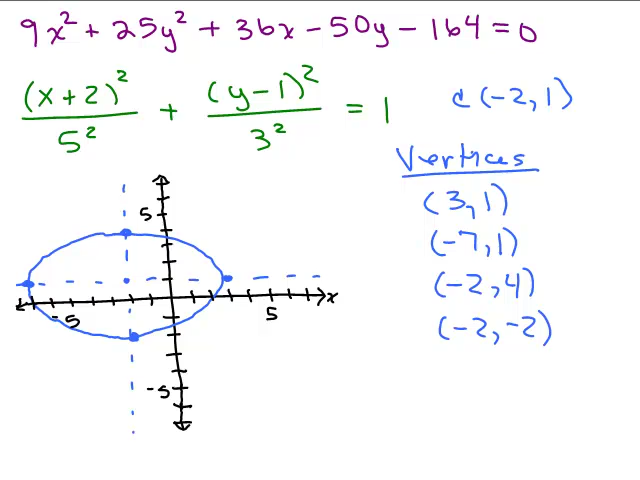 9x² + 25y² + 36x - 50y - 164 = 0
(x+2)²/5² + (y-1)²/3² = 1
¢ (-2, 1)
Vertices
(3, 1)
(-7, 1)
(-2, 4)
(-2, -2)
5
-5
5
x
-5